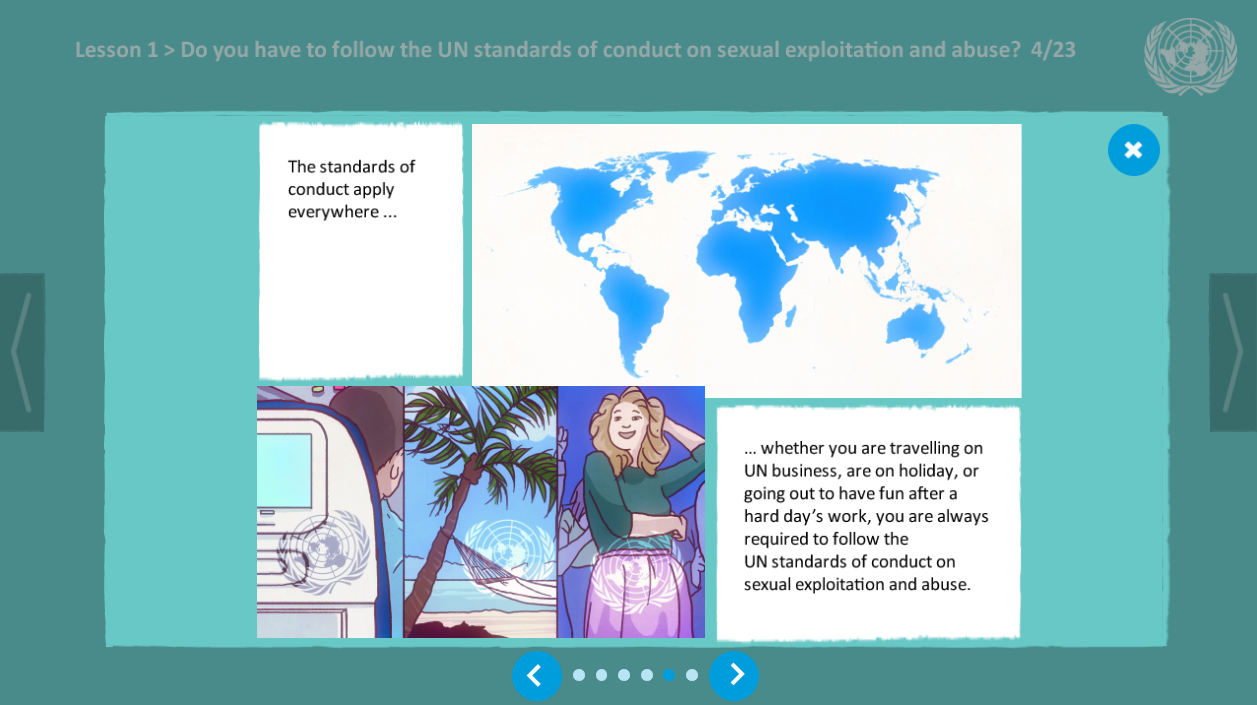 Lesson 1 > Do you have to follow the UN standards of conduct on sexual exploitation and abuse?  4/23
The standards of
conduct apply
everywhere ...
... whether you are travelling on
UN business, are on holiday, or
going out to have fun after a
hard day’s work, you are always
required to follow the
UN standards of conduct on
sexual exploitation and abuse.